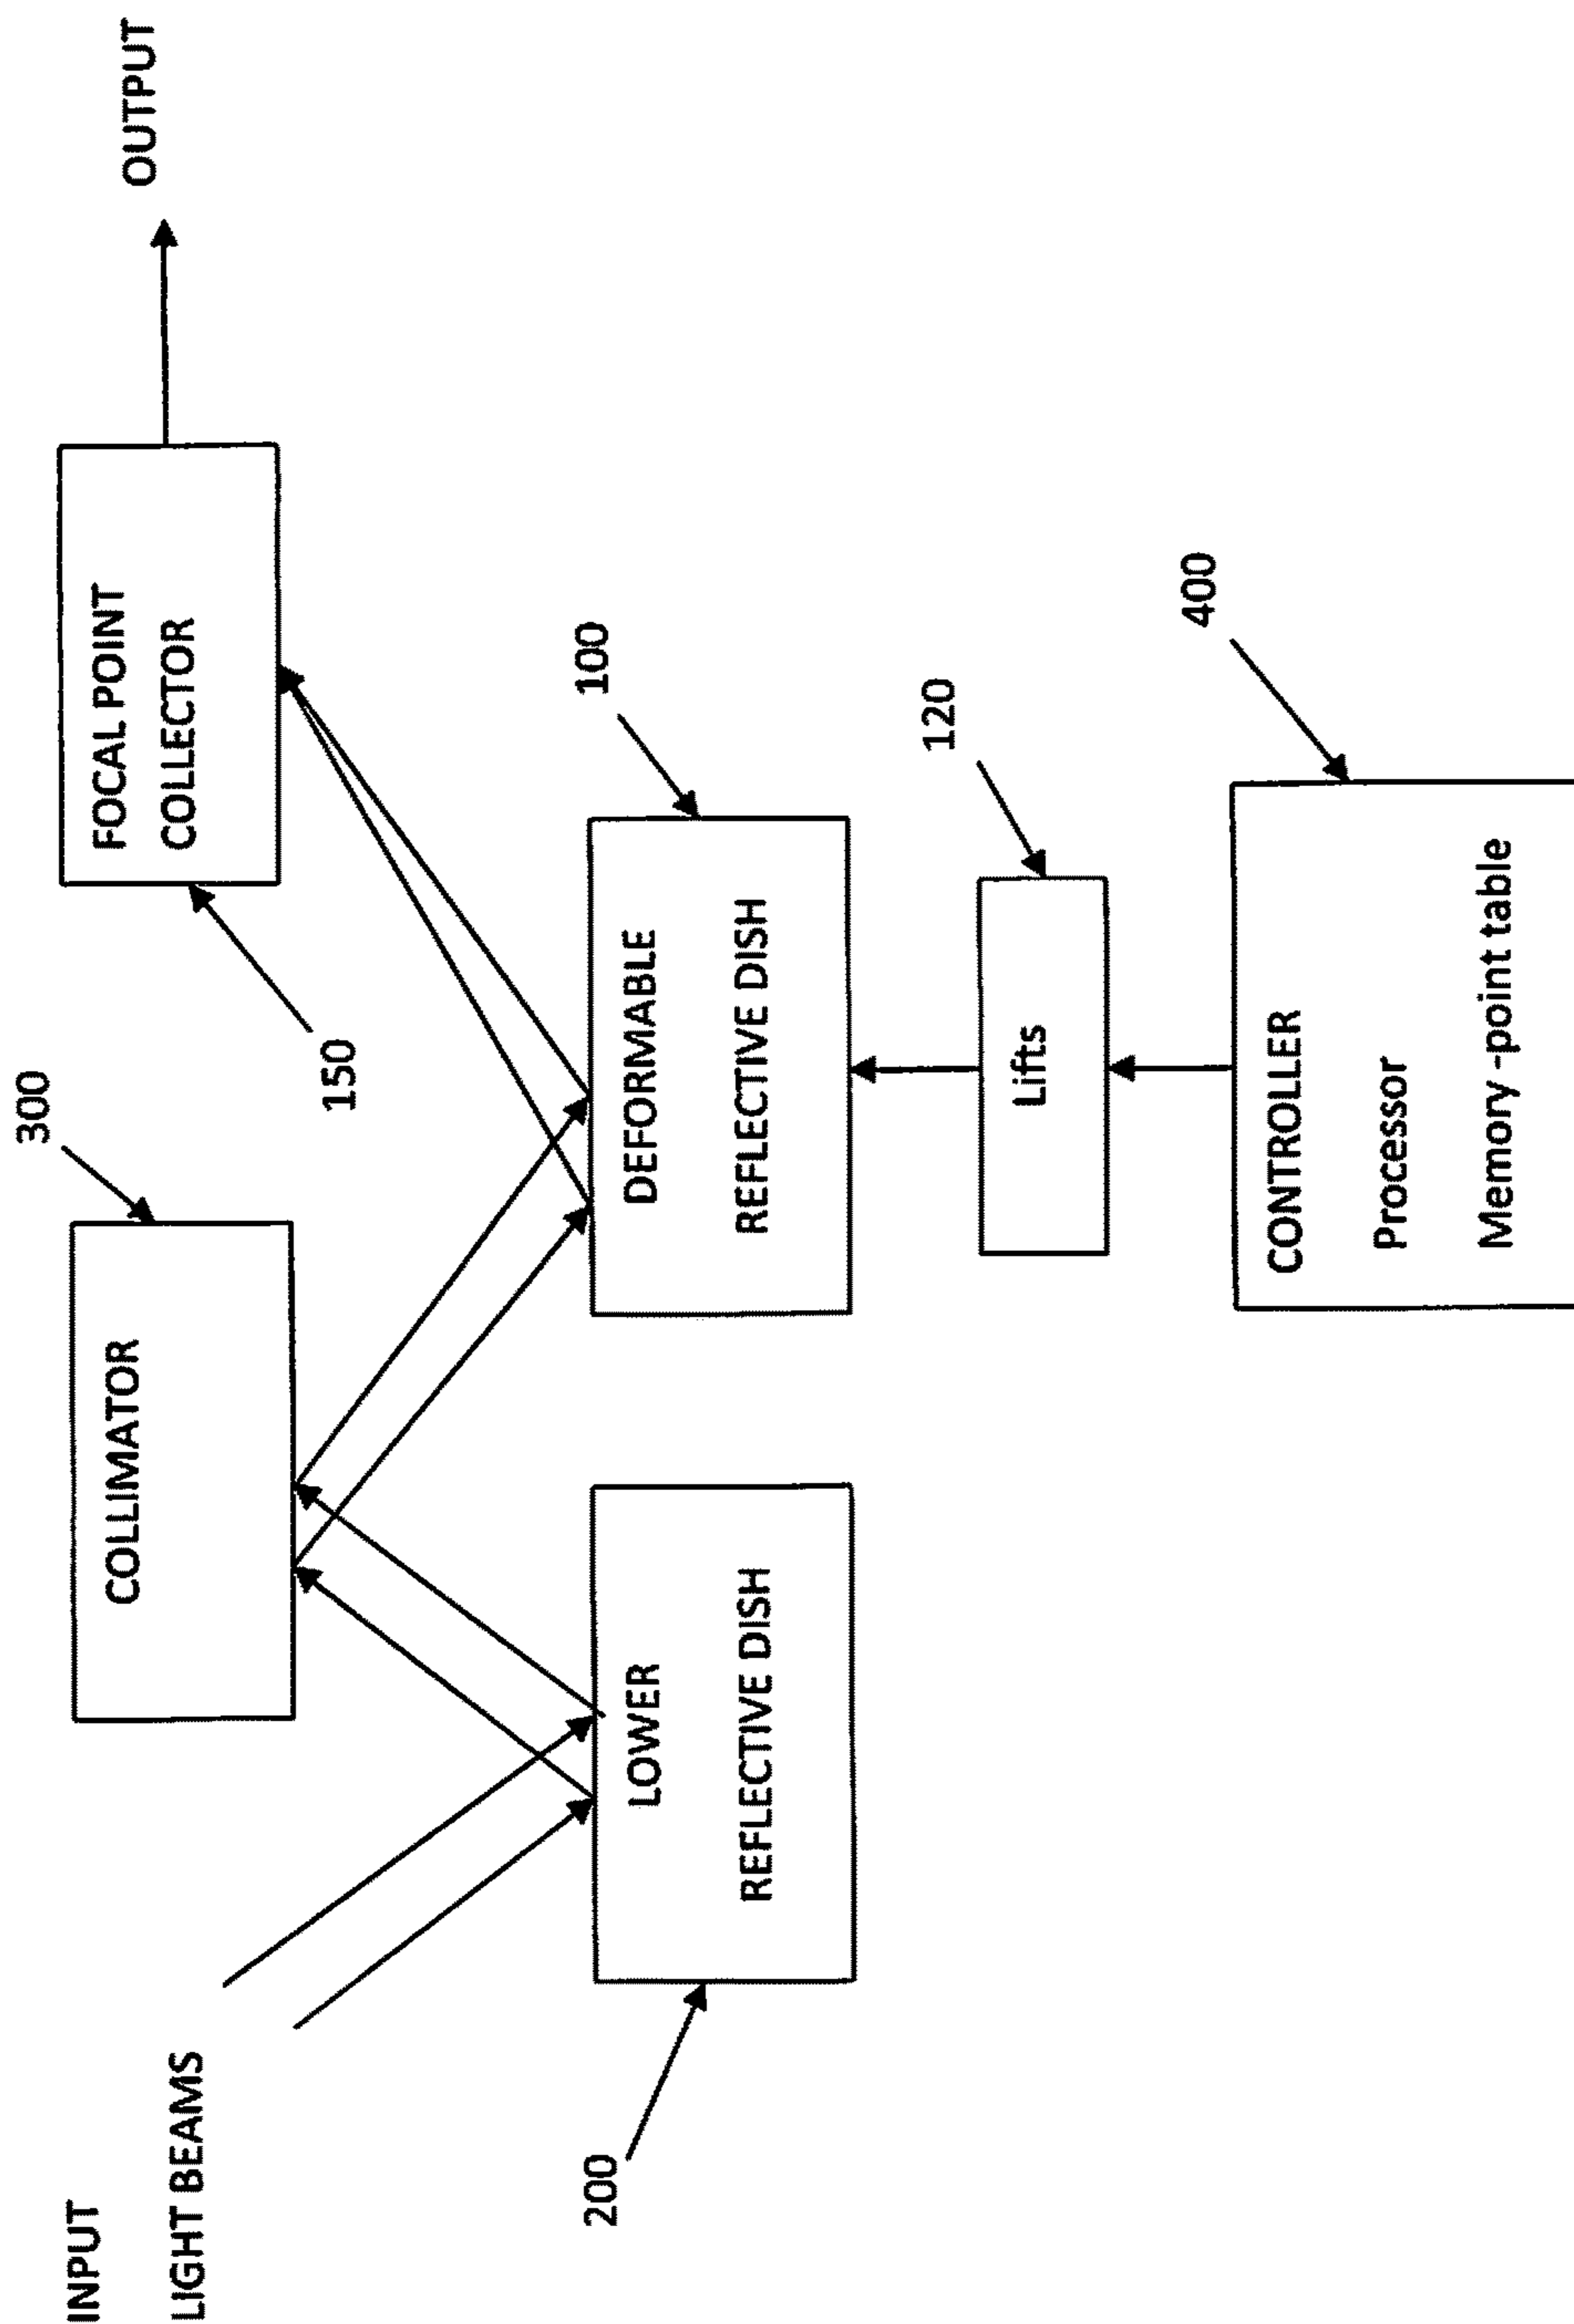 INPUT
LIGHT BEAMS
200
LOWER
REFLECTIVE DISH
300
COLLIMATOR
150
FOCAL POINT
COLLECTOR
OUTPUT
100
DEFORMABLE
REFLECTIVE DISH
120
Lifts
400
CONTROLLER
Processor
Memory -point table